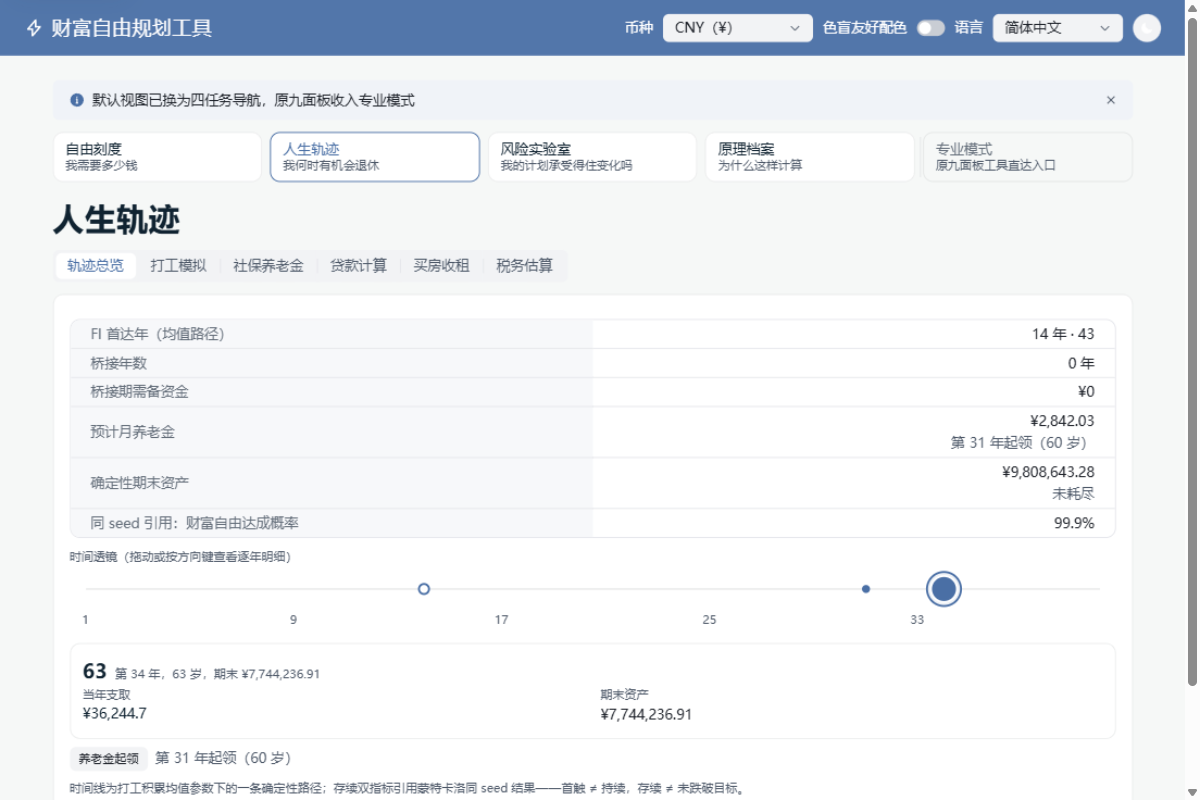 财富自由规划工具
币种 CNY (¥) 色盲友好配色 语言 简体中文
默认视图已换为四任务导航，原九面板收入专业模式 ×
自由刻度
我需要多少钱
人生轨迹
我何时有机会退休
风险实验室
我的计划承受得住变化吗
原理档案
为什么这样计算
专业模式
原九面板工具直达入口
人生轨迹
轨迹总览 打工模拟 社保养老金 贷款计算 买房收租 税务估算
FI 首达年（均值路径） 14 年 · 43
桥接年数 0 年
桥接期需备资金 ¥0
预计月养老金 ¥2,842.03
第 31 年起领（60 岁）
确定性期末资产 ¥9,808,643.28
未耗尽
同 seed 引用：财富自由达成概率 99.9%
时间透镜（拖动或按方向键查看逐年明细）
1 9 17 25 33
63 第 34 年，63 岁，期末 ¥7,744,236.91
当年支取 期末资产
¥36,244.7 ¥7,744,236.91
养老金起领 第 31 年起领（60 岁）
时间线为打工积累均值参数下的一条确定性路径；存续双指标引用蒙特卡洛同 seed 结果——首触 ≠ 持续，存续 ≠ 未跌破目标。